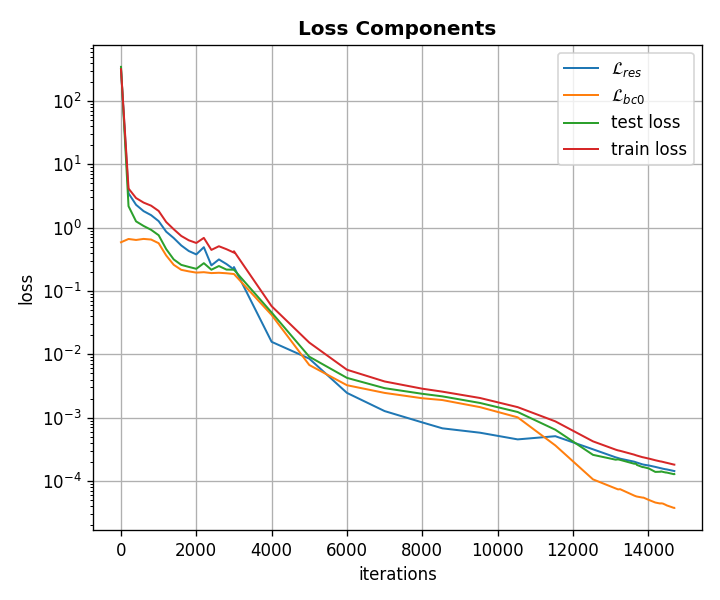 Loss Components
10²
10¹
10⁰
10⁻¹
10⁻²
10⁻³
10⁻⁴
loss
ℒ_res
ℒ_bc0
test loss
train loss
0 2000 4000 6000 8000 10000 12000 14000
iterations